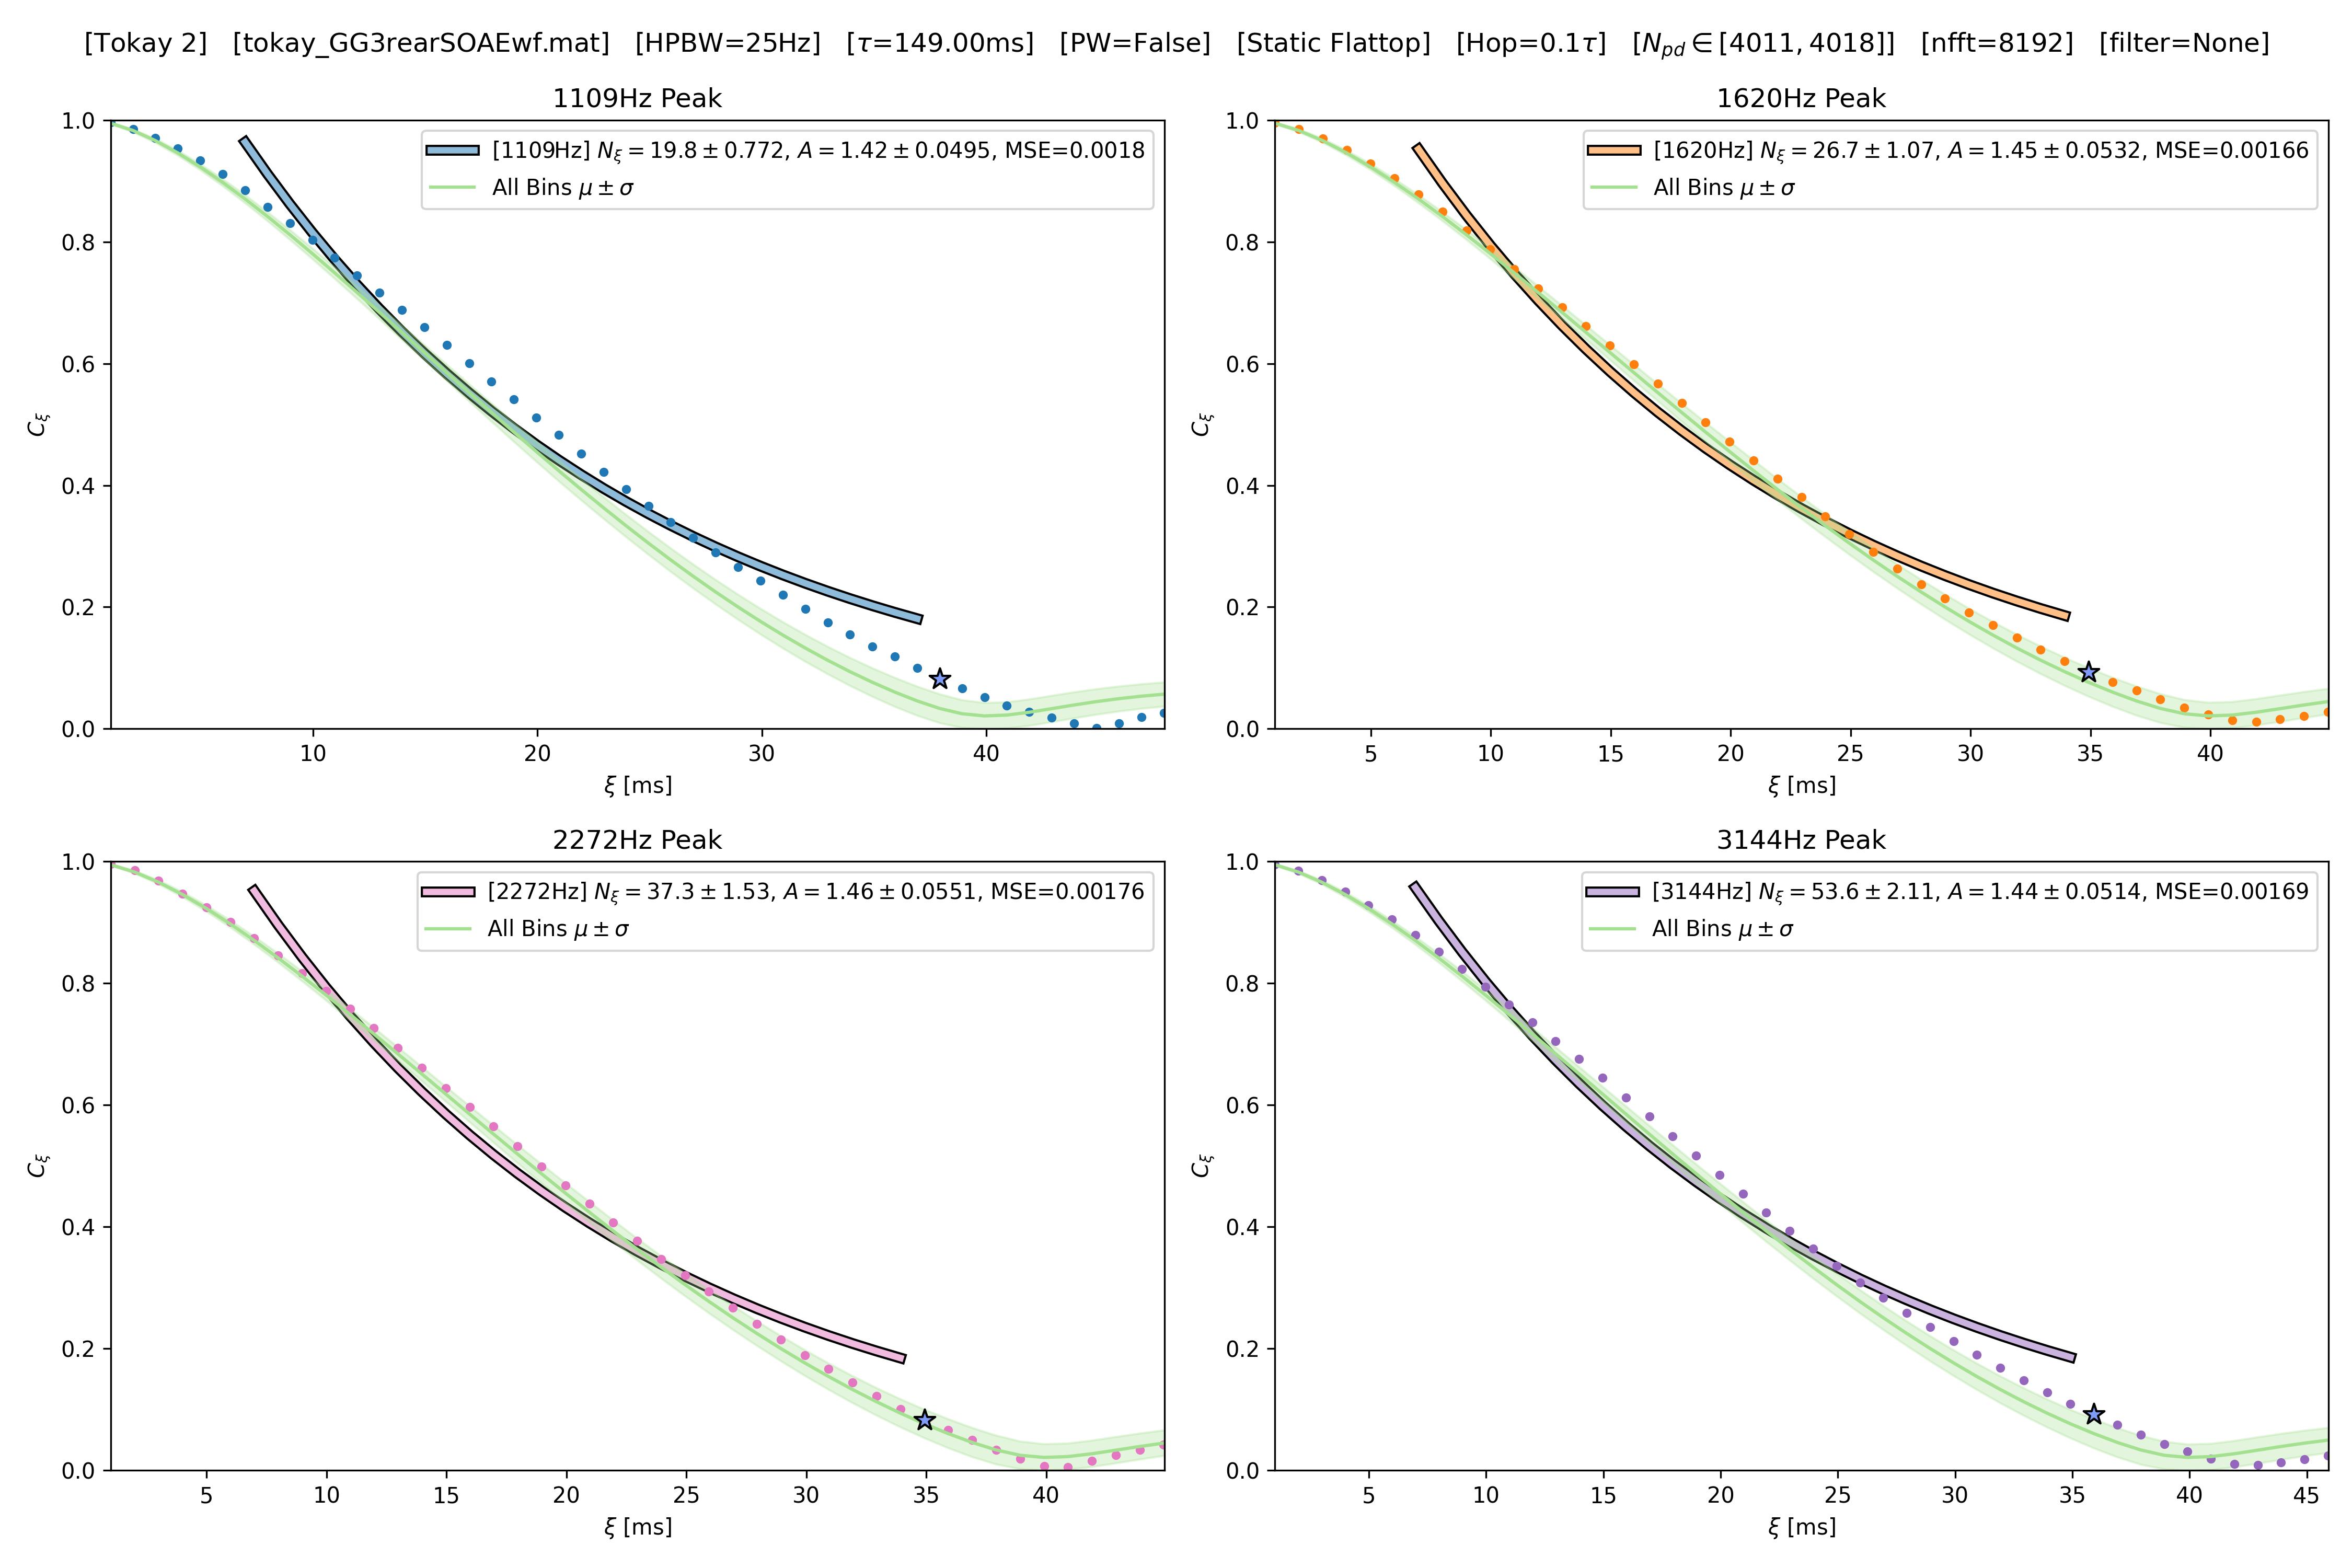 [Tokay 2] [tokay_GG3rearSOAEwf.mat] [HPBW=25Hz] [τ=149.00ms] [PW=False] [Static Flattop] [Hop=0.1τ] [N_pd ∈ [4011, 4018]] [nfft=8192] [filter=None]
1109Hz Peak
[1109Hz] N_ξ = 19.8 ± 0.772, A = 1.42 ± 0.0495, MSE=0.0018
All Bins μ ± σ
1.0
0.8
0.6
0.4
0.2
0.0
C_ξ
10 20 30 40
ξ [ms]
1620Hz Peak
[1620Hz] N_ξ = 26.7 ± 1.07, A = 1.45 ± 0.0532, MSE=0.00166
All Bins μ ± σ
1.0
0.8
0.6
0.4
0.2
0.0
C_ξ
5 10 15 20 25 30 35 40
ξ [ms]
2272Hz Peak
[2272Hz] N_ξ = 37.3 ± 1.53, A = 1.46 ± 0.0551, MSE=0.00176
All Bins μ ± σ
1.0
0.8
0.6
0.4
0.2
0.0
C_ξ
5 10 15 20 25 30 35 40
ξ [ms]
3144Hz Peak
[3144Hz] N_ξ = 53.6 ± 2.11, A = 1.44 ± 0.0514, MSE=0.00169
All Bins μ ± σ
1.0
0.8
0.6
0.4
0.2
0.0
C_ξ
5 10 15 20 25 30 35 40 45
ξ [ms]